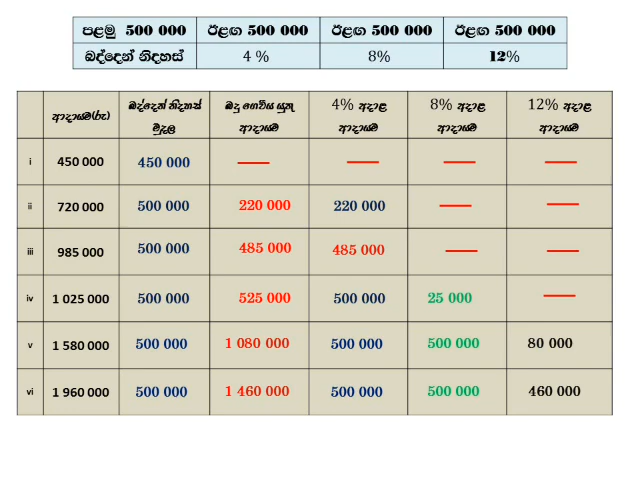 පළමු 500 000 ඊළඟ 500 000 ඊළඟ 500 000 ඊළඟ 500 000
බද්දෙන් නිදහස් 4 % 8% 12%
ආදායම(රු) බද්දෙන් නිදහස් මුදල බදු ගෙවිය යුතු ආදායම 4% අදාළ ආදායම 8% අදාළ ආදායම 12% අදාළ ආදායම
i 450 000 450 000 — — — —
ii 720 000 500 000 220 000 220 000 — —
iii 985 000 500 000 485 000 485 000 — —
iv 1 025 000 500 000 525 000 500 000 25 000 —
v 1 580 000 500 000 1 080 000 500 000 500 000 80 000
vi 1 960 000 500 000 1 460 000 500 000 500 000 460 000